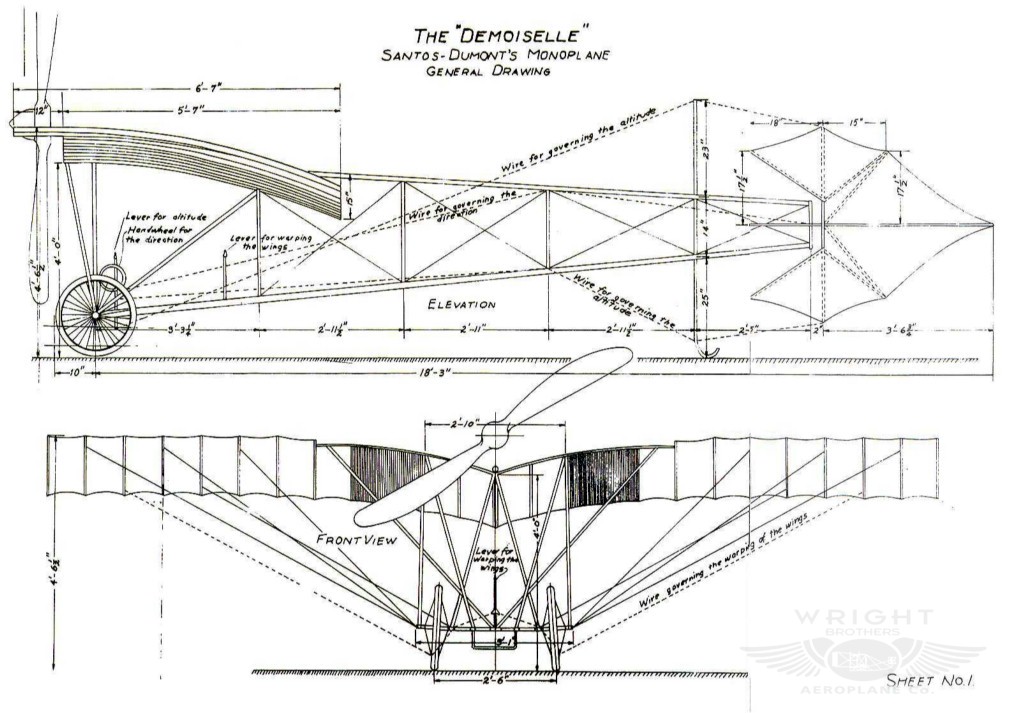 THE "DEMOISELLE"
SANTOS-DUMONT'S MONOPLANE
GENERAL DRAWING
6'-7"
12"
5'-7"
Wire for governing the altitude
23"
18"
15"
17½"
17½"
15"
Wire for governing the
direction
Lever for altitude
Handwheel for
the direction
Lever for warping
the wings
4'-0"
4'-6½"
14"
ELEVATION
Wire for governing the
altitude
25"
3'-3¾"
2'-11½"
2'-11"
2'-11½"
2"
3'-6¾"
10"
18'-3"
2'-10"
FRONT VIEW
Lever for
warping the
wings
4'-0"
4'-6½"
Wire governing the warping of the wings
3'-1"
2'-6"
WRIGHT
BROTHERS
AEROPLANE Co.
SHEET NO.1.